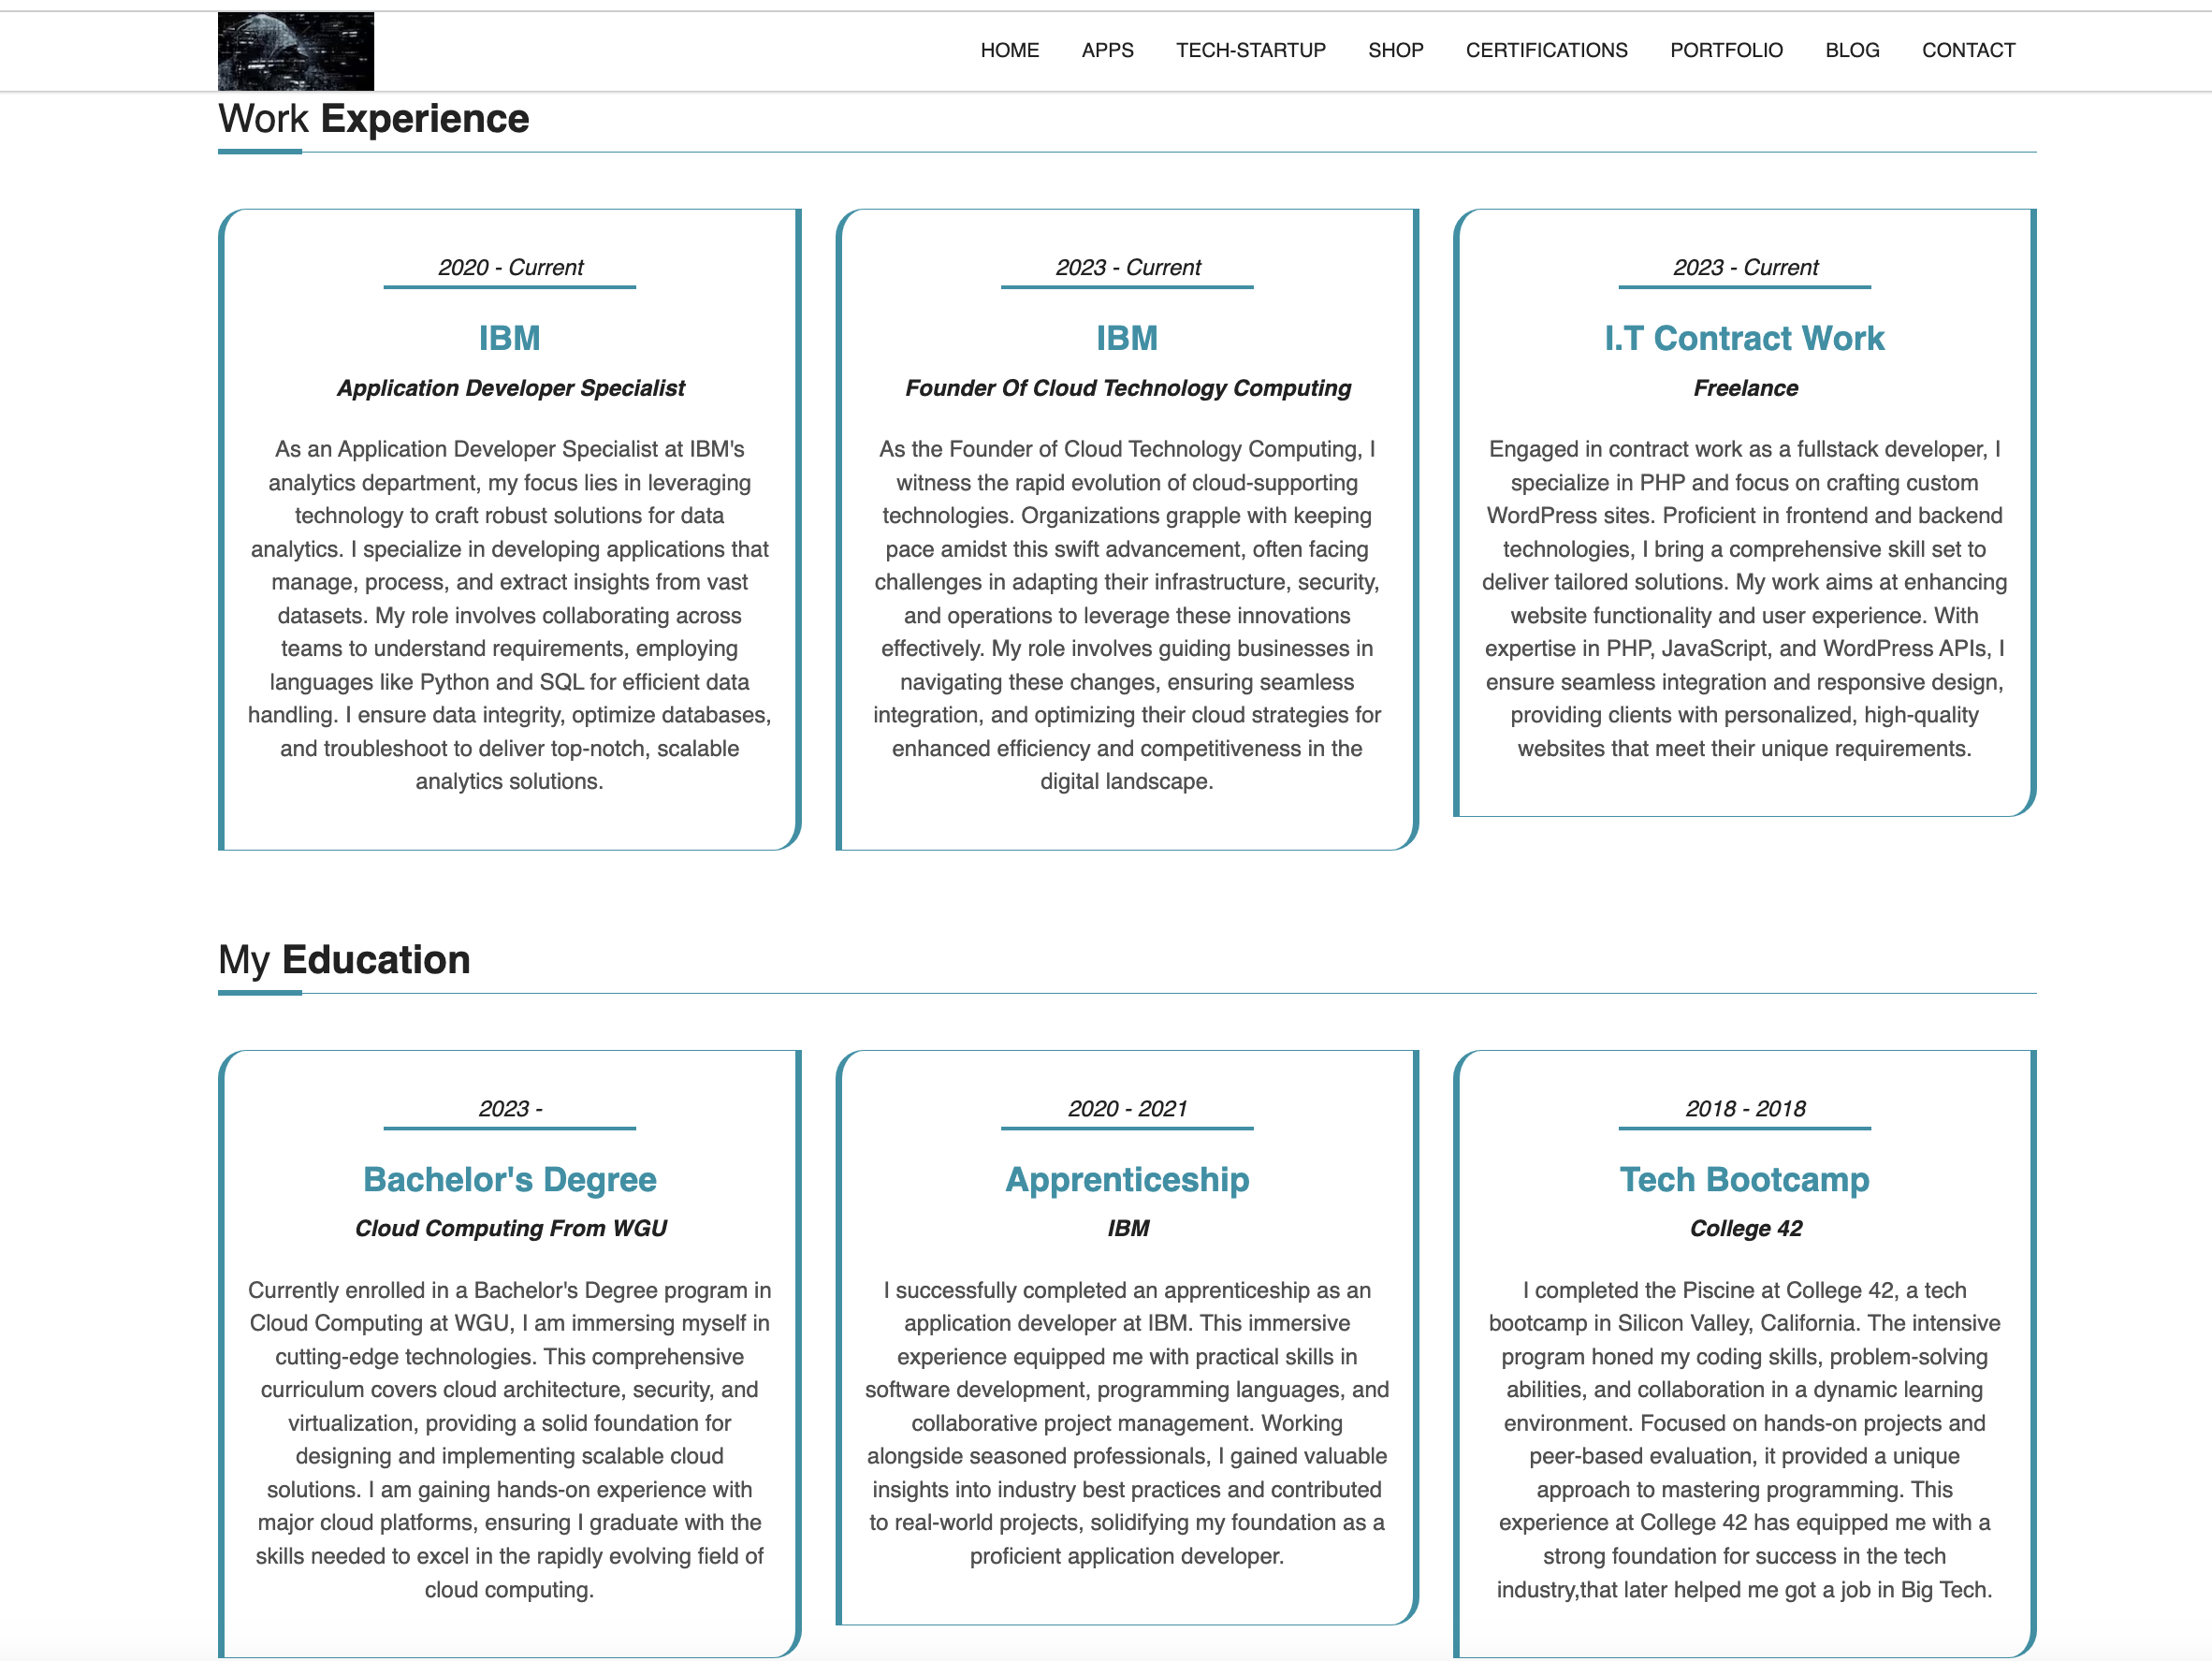 HOME APPS TECH-STARTUP SHOP CERTIFICATIONS PORTFOLIO BLOG CONTACT
Work Experience
2020 - Current
IBM
Application Developer Specialist
As an Application Developer Specialist at IBM's
analytics department, my focus lies in leveraging
technology to craft robust solutions for data
analytics. I specialize in developing applications that
manage, process, and extract insights from vast
datasets. My role involves collaborating across
teams to understand requirements, employing
languages like Python and SQL for efficient data
handling. I ensure data integrity, optimize databases,
and troubleshoot to deliver top-notch, scalable
analytics solutions.
2023 - Current
IBM
Founder Of Cloud Technology Computing
As the Founder of Cloud Technology Computing, I
witness the rapid evolution of cloud-supporting
technologies. Organizations grapple with keeping
pace amidst this swift advancement, often facing
challenges in adapting their infrastructure, security,
and operations to leverage these innovations
effectively. My role involves guiding businesses in
navigating these changes, ensuring seamless
integration, and optimizing their cloud strategies for
enhanced efficiency and competitiveness in the
digital landscape.
2023 - Current
I.T Contract Work
Freelance
Engaged in contract work as a fullstack developer, I
specialize in PHP and focus on crafting custom
WordPress sites. Proficient in frontend and backend
technologies, I bring a comprehensive skill set to
deliver tailored solutions. My work aims at enhancing
website functionality and user experience. With
expertise in PHP, JavaScript, and WordPress APIs, I
ensure seamless integration and responsive design,
providing clients with personalized, high-quality
websites that meet their unique requirements.
My Education
2023 -
Bachelor's Degree
Cloud Computing From WGU
Currently enrolled in a Bachelor's Degree program in
Cloud Computing at WGU, I am immersing myself in
cutting-edge technologies. This comprehensive
curriculum covers cloud architecture, security, and
virtualization, providing a solid foundation for
designing and implementing scalable cloud
solutions. I am gaining hands-on experience with
major cloud platforms, ensuring I graduate with the
skills needed to excel in the rapidly evolving field of
cloud computing.
2020 - 2021
Apprenticeship
IBM
I successfully completed an apprenticeship as an
application developer at IBM. This immersive
experience equipped me with practical skills in
software development, programming languages, and
collaborative project management. Working
alongside seasoned professionals, I gained valuable
insights into industry best practices and contributed
to real-world projects, solidifying my foundation as a
proficient application developer.
2018 - 2018
Tech Bootcamp
College 42
I completed the Piscine at College 42, a tech
bootcamp in Silicon Valley, California. The intensive
program honed my coding skills, problem-solving
abilities, and collaboration in a dynamic learning
environment. Focused on hands-on projects and
peer-based evaluation, it provided a unique
approach to mastering programming. This
experience at College 42 has equipped me with a
strong foundation for success in the tech
industry,that later helped me got a job in Big Tech.